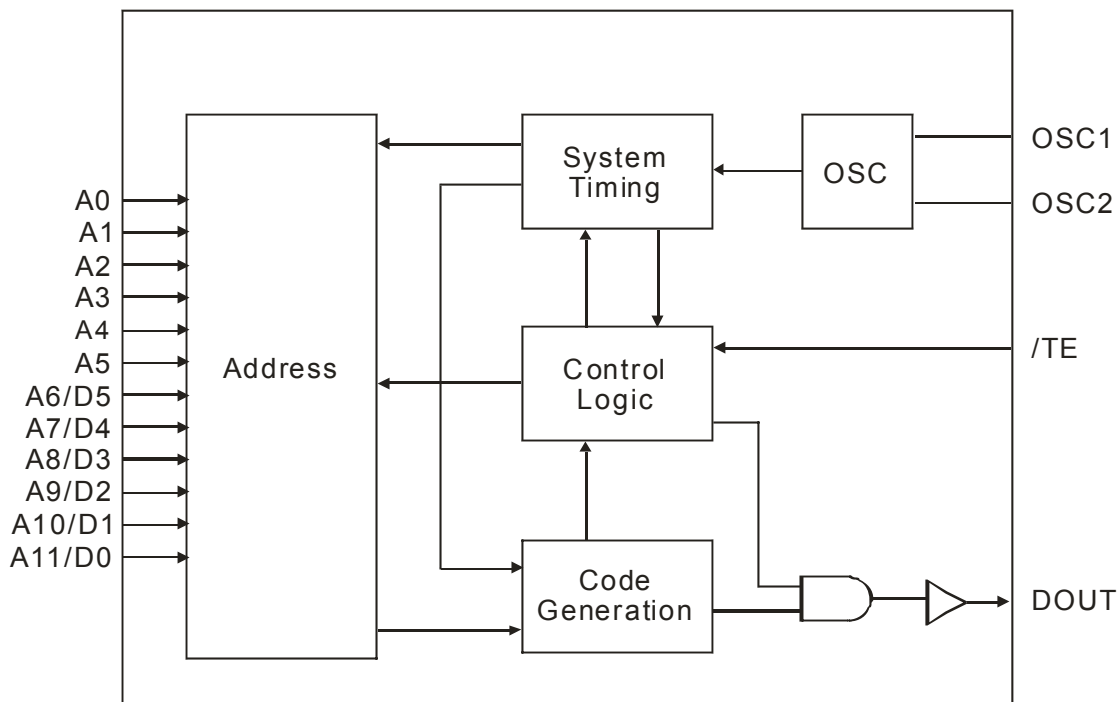 A0
A1
A2
A3
A4
A5
A6/D5
A7/D4
A8/D3
A9/D2
A10/D1
A11/D0
Address
System
Timing
OSC
OSC1
OSC2
Control
Logic
/TE
Code
Generation
DOUT